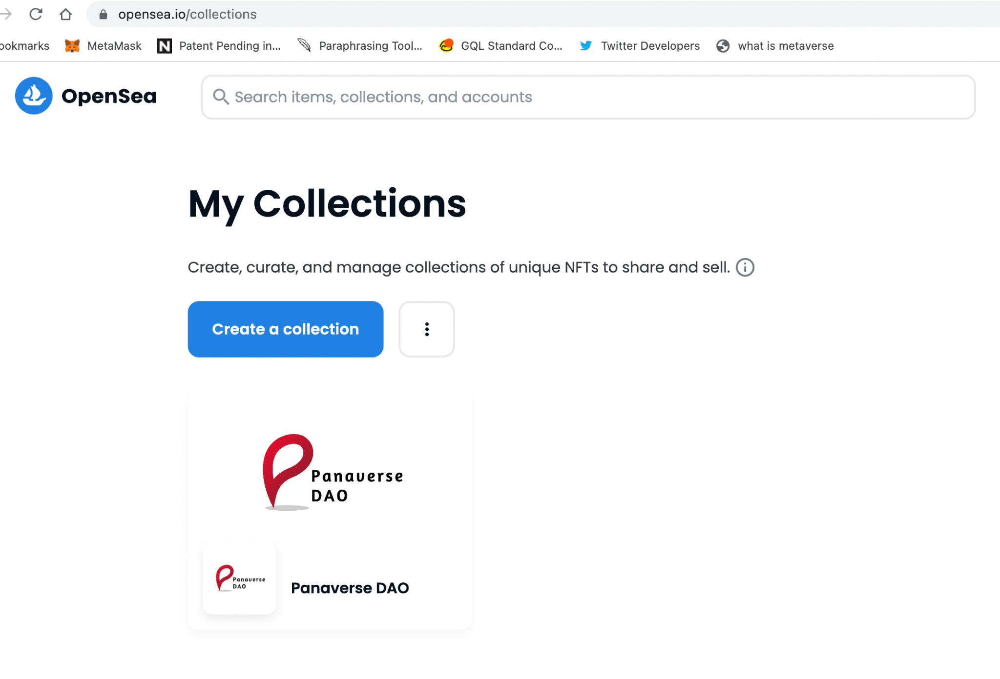 opensea.io/collections
ookmarks MetaMask Patent Pending in... Paraphrasing Tool... GQL Standard Co... Twitter Developers what is metaverse
OpenSea
Search items, collections, and accounts
My Collections
Create, curate, and manage collections of unique NFTs to share and sell.
Create a collection
Panaverse
DAO
Panaverse
DAO
Panaverse DAO